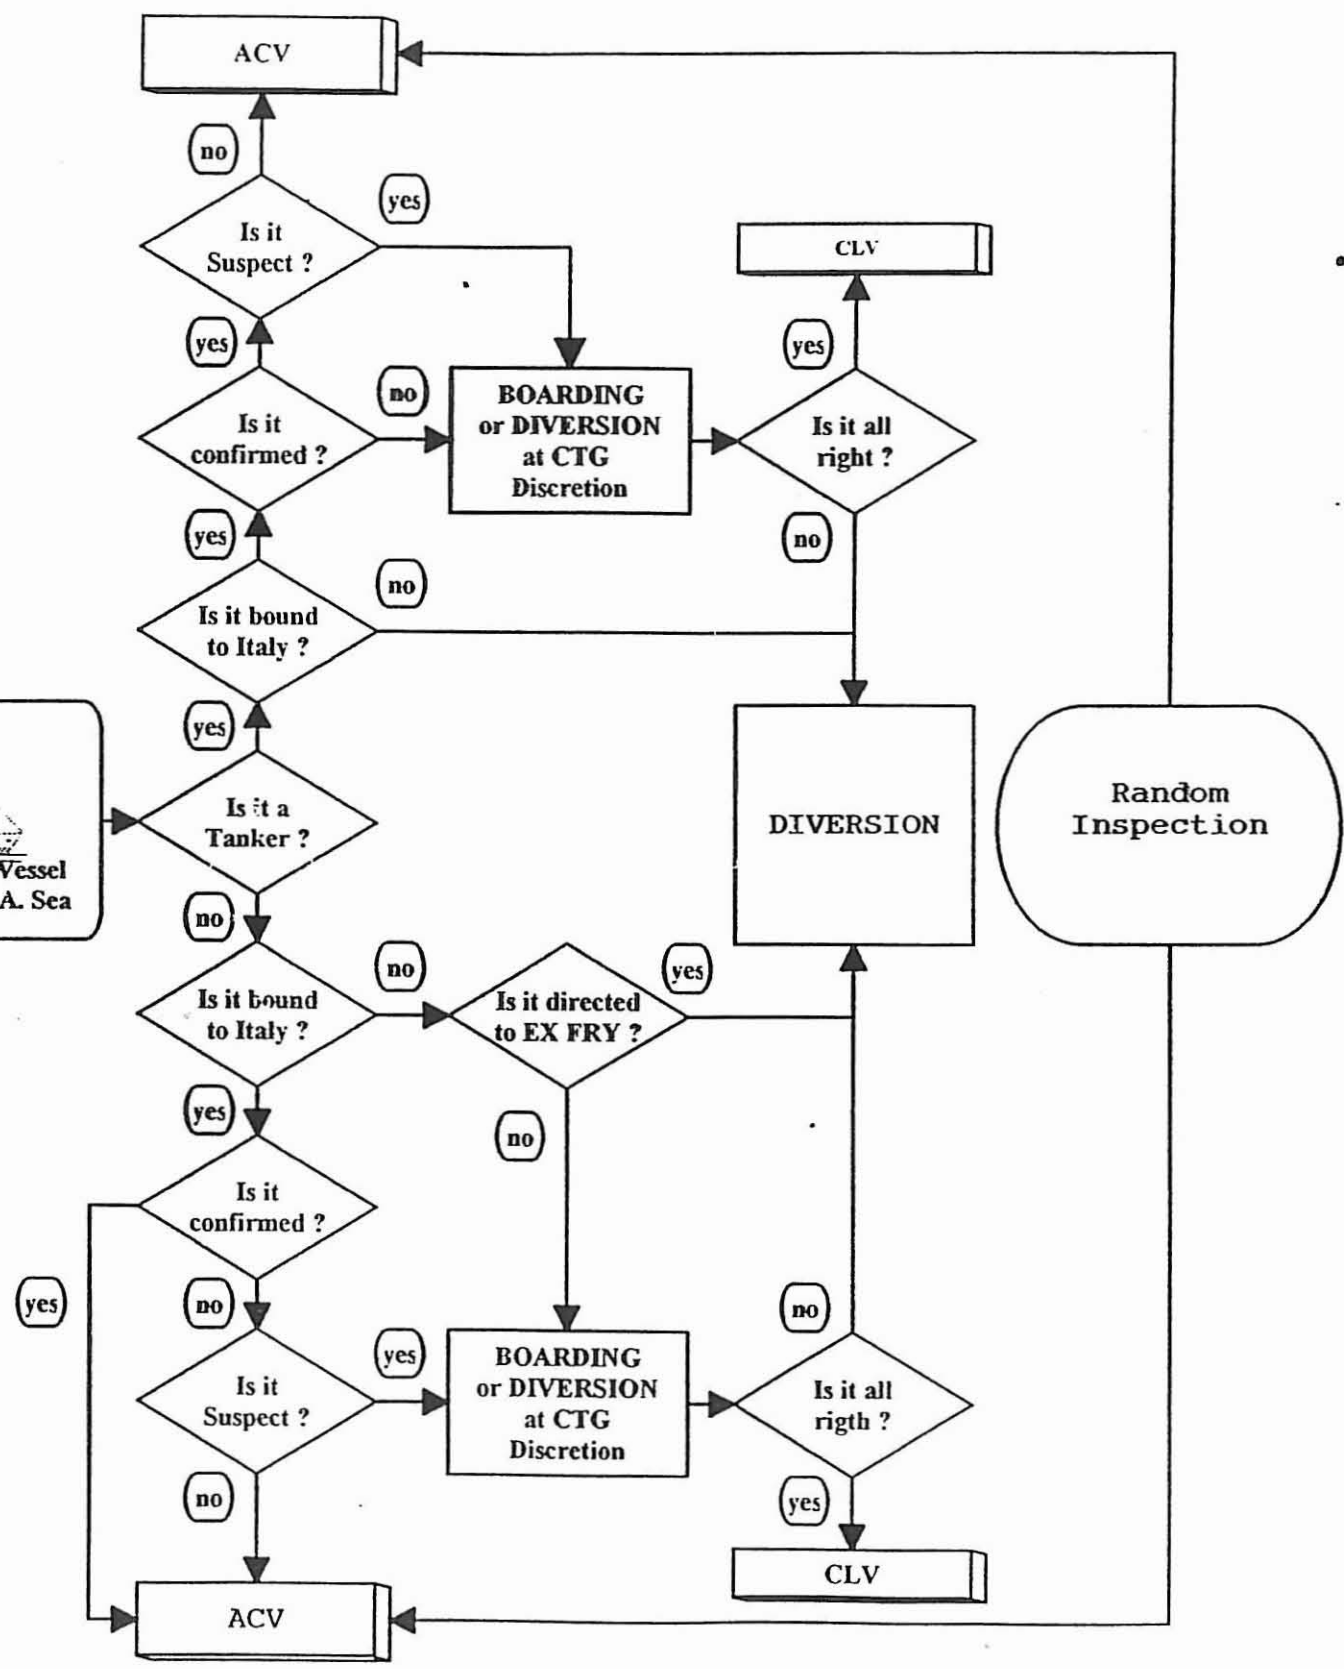 ACV
no
Is it
Suspect ?
yes
CLV
yes
Is it
confirmed ?
no
BOARDING
or DIVERSION
at CTG
Discretion
yes
Is it all
right ?
yes
no
Is it bound
to Italy ?
no
yes
Is it a
Tanker ?
Vessel
A. Sea
DIVERSION
Random
Inspection
no
Is it bound
to Italy ?
no
Is it directed
to EX FRY ?
yes
yes
no
Is it
confirmed ?
yes
no
no
Is it
Suspect ?
yes
BOARDING
or DIVERSION
at CTG
Discretion
Is it all
rigth ?
no
yes
ACV
CLV